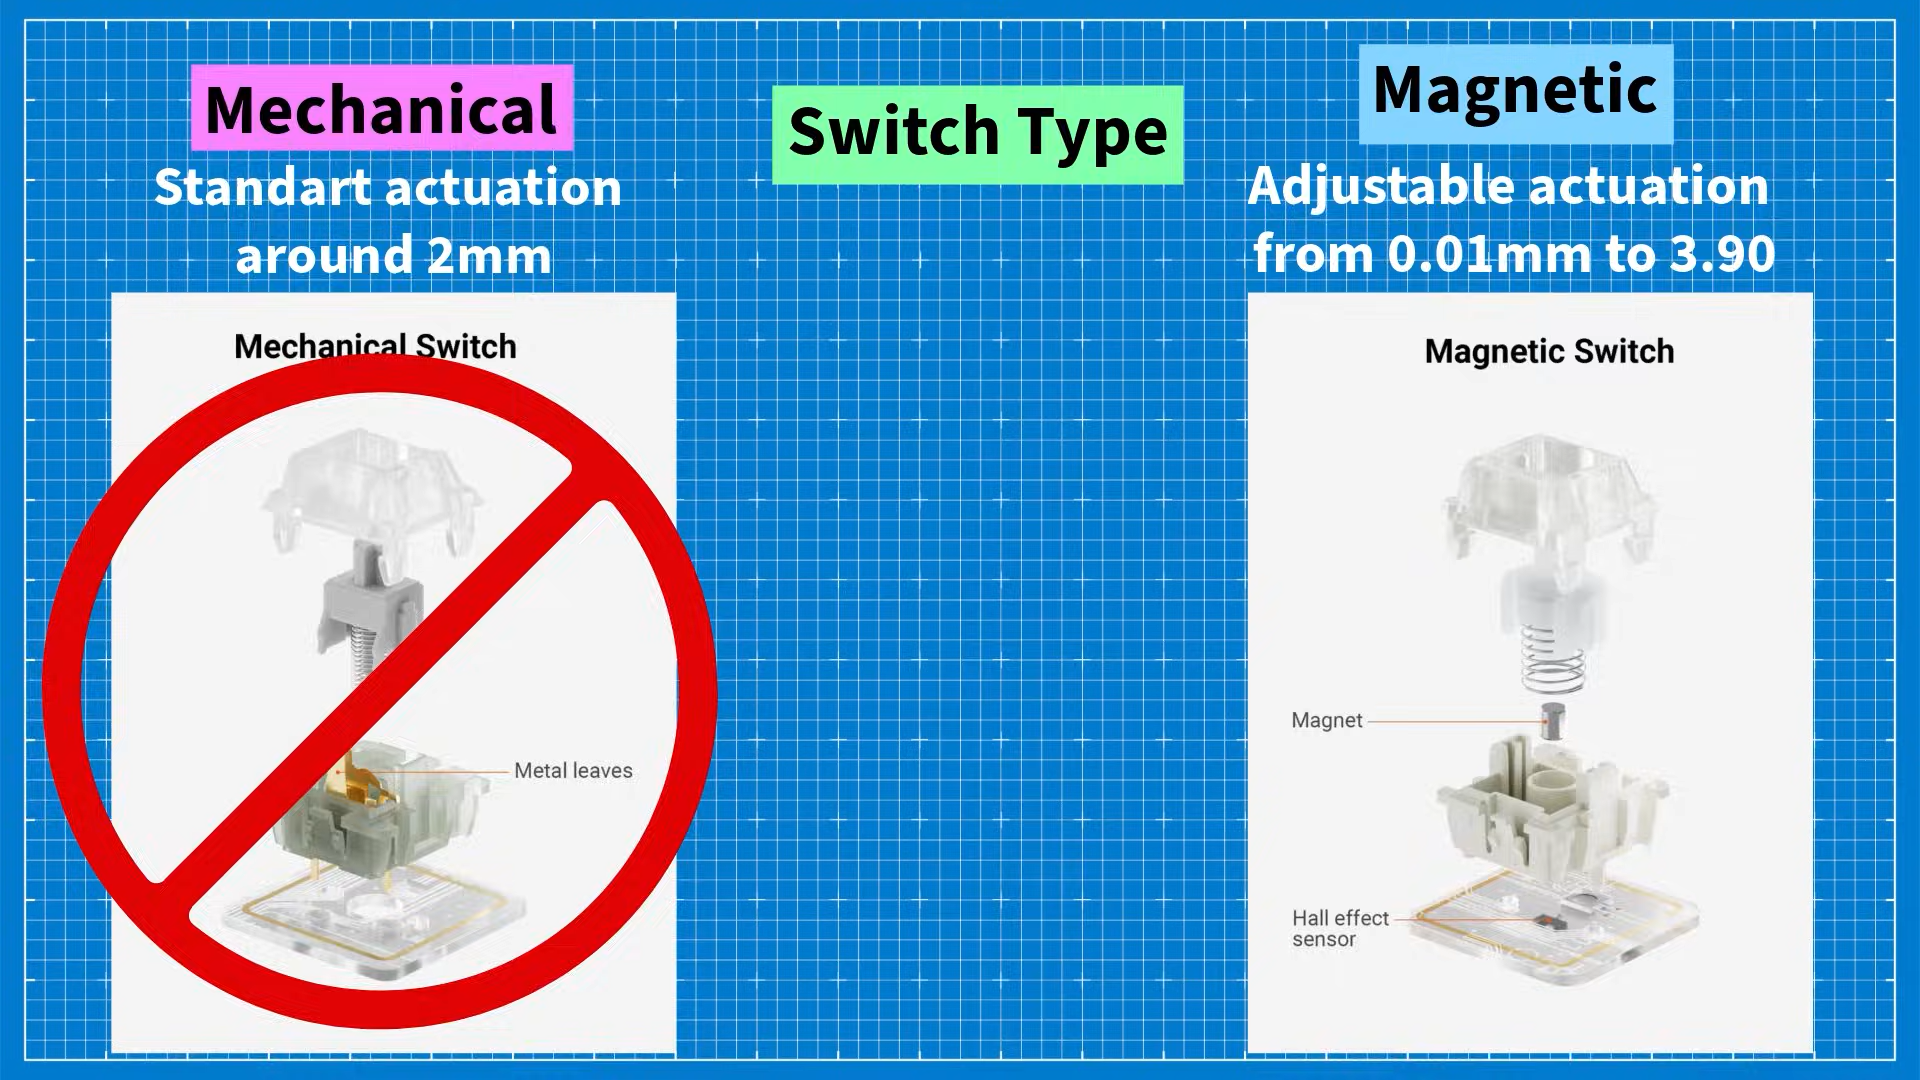 Mechanical
Standart actuation
around 2mm
Switch Type
Magnetic
Adjustable actuation
from 0.01mm to 3.90
Mechanical Switch
Metal leaves
Magnetic Switch
Magnet
Hall effect
sensor